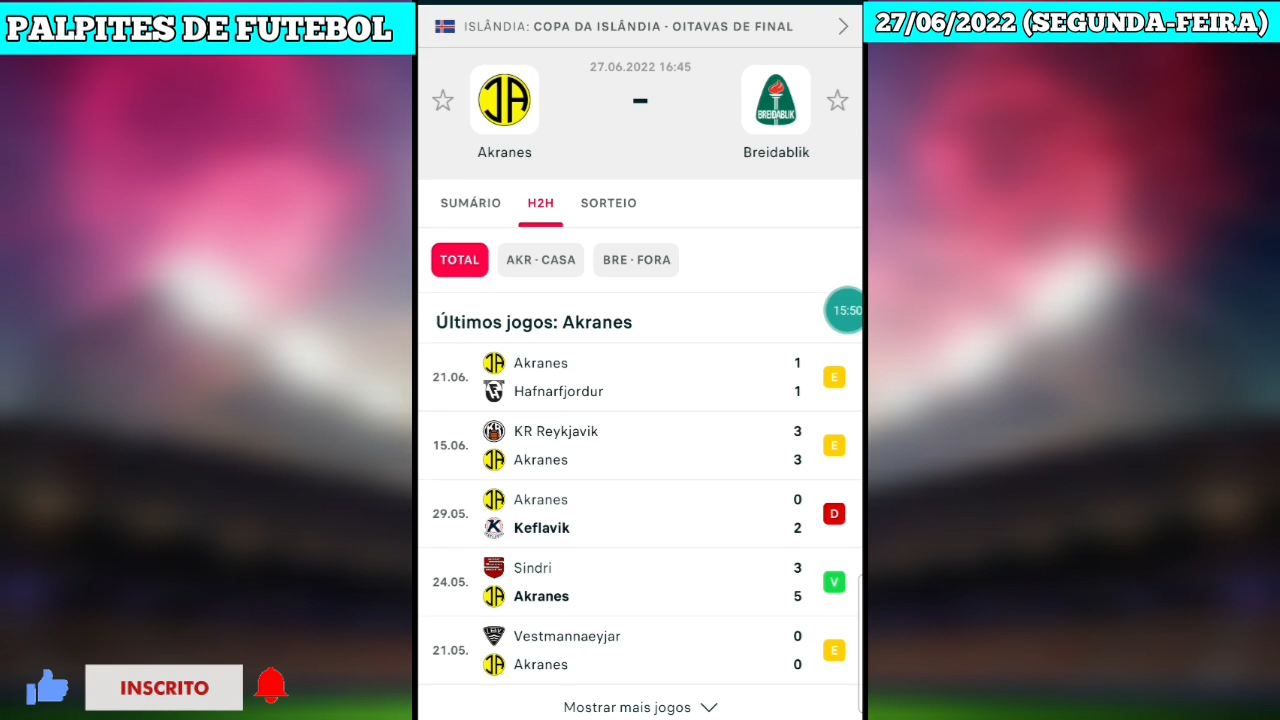 PALPITES DE FUTEBOL
27/06/2022 (SEGUNDA-FEIRA)
ISLÂNDIA: COPA DA ISLÂNDIA - OITAVAS DE FINAL
27.06.2022 16:45
JA
BREIDABLIK
-
Akranes
Breidablik
SUMÁRIO H2H SORTEIO
TOTAL AKR - CASA BRE - FORA
15:50
Últimos jogos: Akranes
21.06.
Akranes 1
Hafnarfjordur 1
E
15.06.
KR Reykjavik 3
Akranes 3
E
29.05.
Akranes 0
Keflavik 2
D
24.05.
Sindri 3
Akranes 5
V
21.05.
Vestmannaeyjar 0
Akranes 0
E
Mostrar mais jogos
INSCRITO